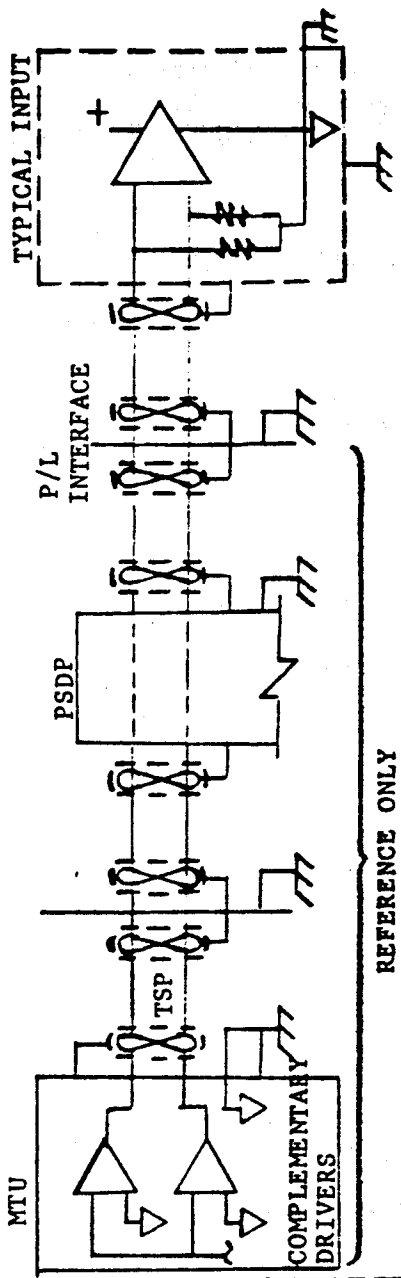 MTU
COMPLEMENTARY
DRIVERS
TSP
PSDP
P/L
INTERFACE
TYPICAL INPUT
+
REFERENCE ONLY